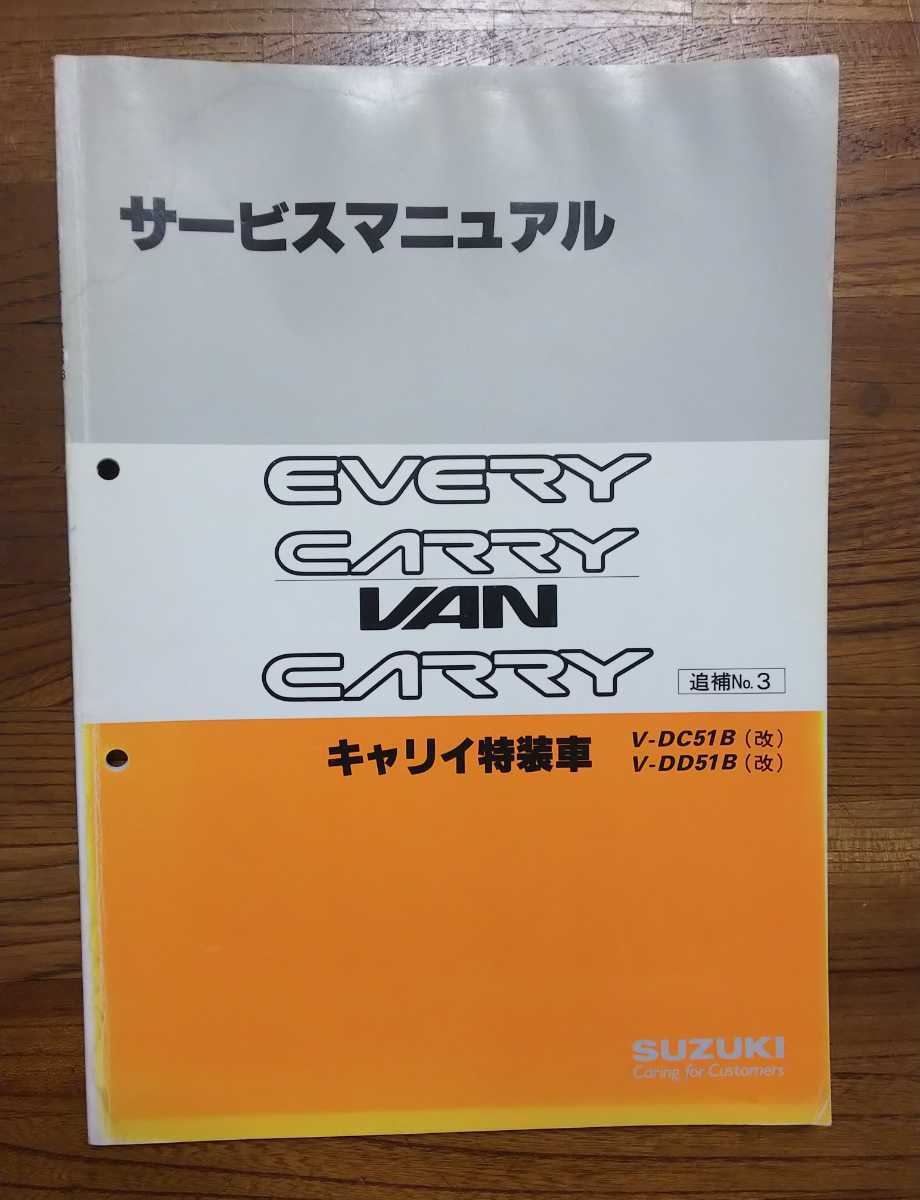 サービスマニュアル
EVERY
CARRY
VAN
CARRY
追補No.3
キャリイ特装車
V-DC51B（改）
V-DD51B（改）
SUZUKI
Caring for Customers